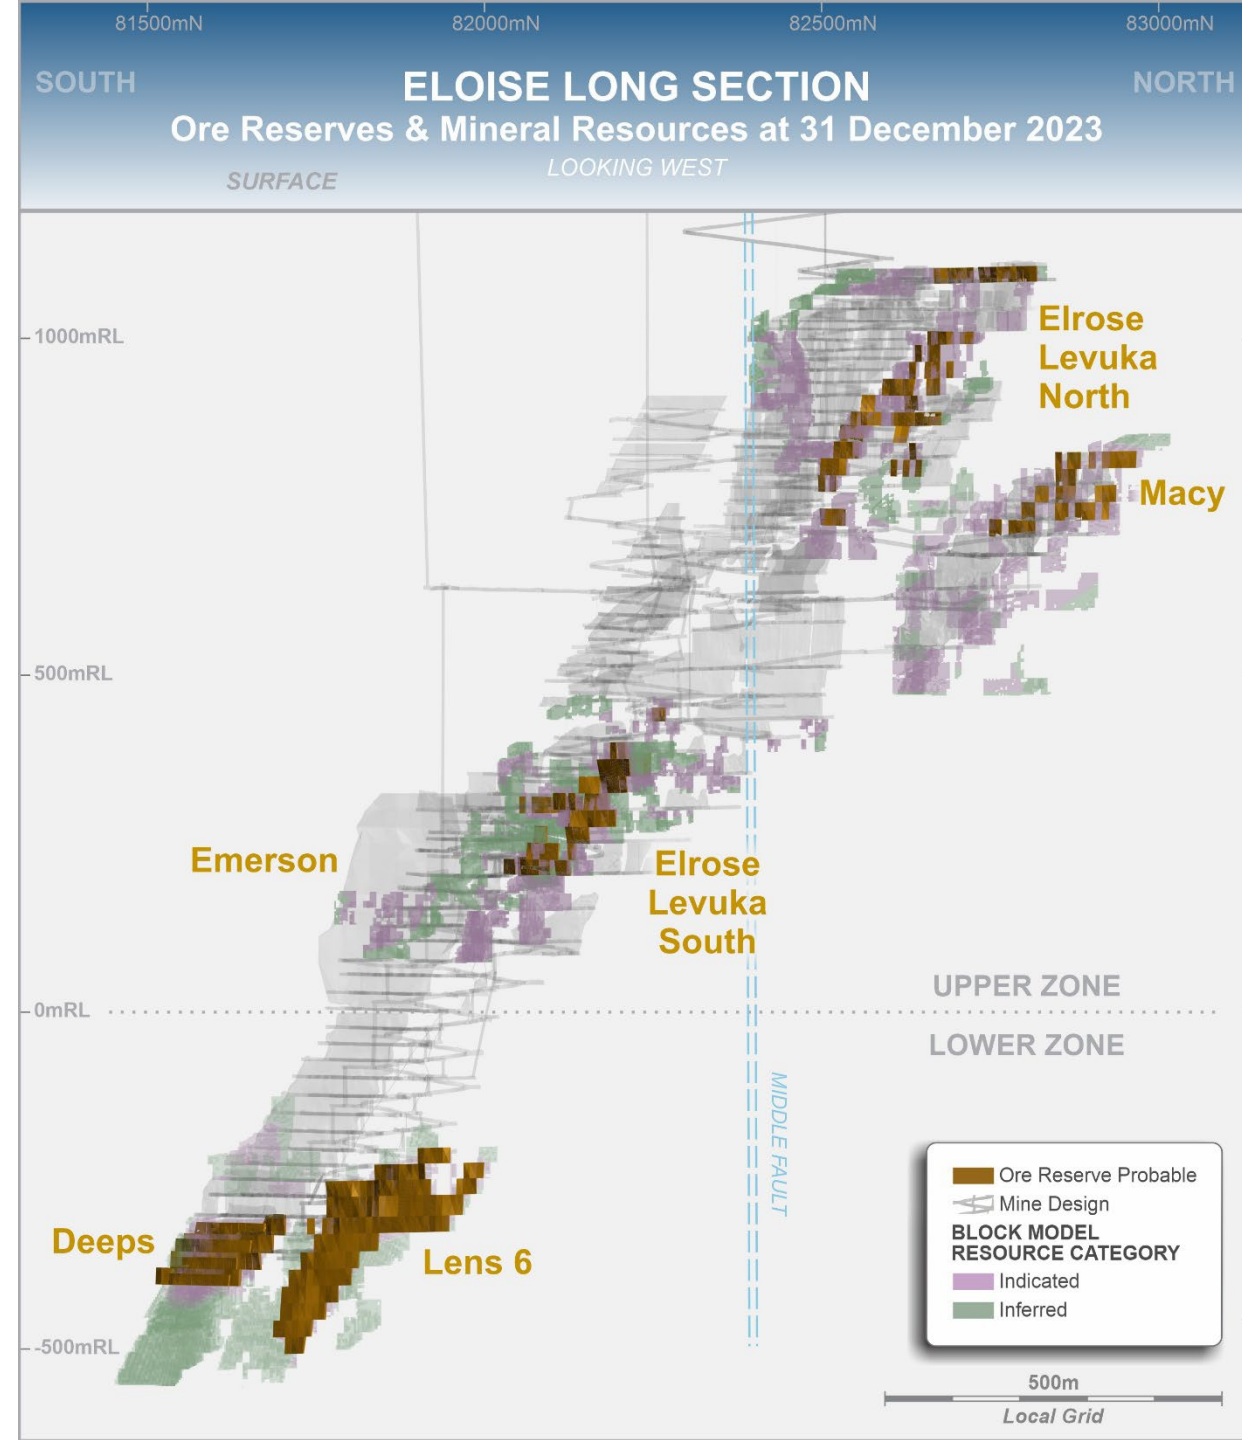 81500mN
82000mN
82500mN
83000mN
SOUTH
ELOISE LONG SECTION
NORTH
Ore Reserves & Mineral Resources at 31 December 2023
LOOKING WEST
SURFACE
1000mRL
Elrose
Levuka
North
Macy
500mRL
Emerson
Elrose
Levuka
South
UPPER ZONE
0mRL
LOWER ZONE
MIDDLE FAULT
Deeps
Lens 6
-500mRL
Ore Reserve Probable
Mine Design
BLOCK MODEL
RESOURCE CATEGORY
Indicated
Inferred
500m
Local Grid